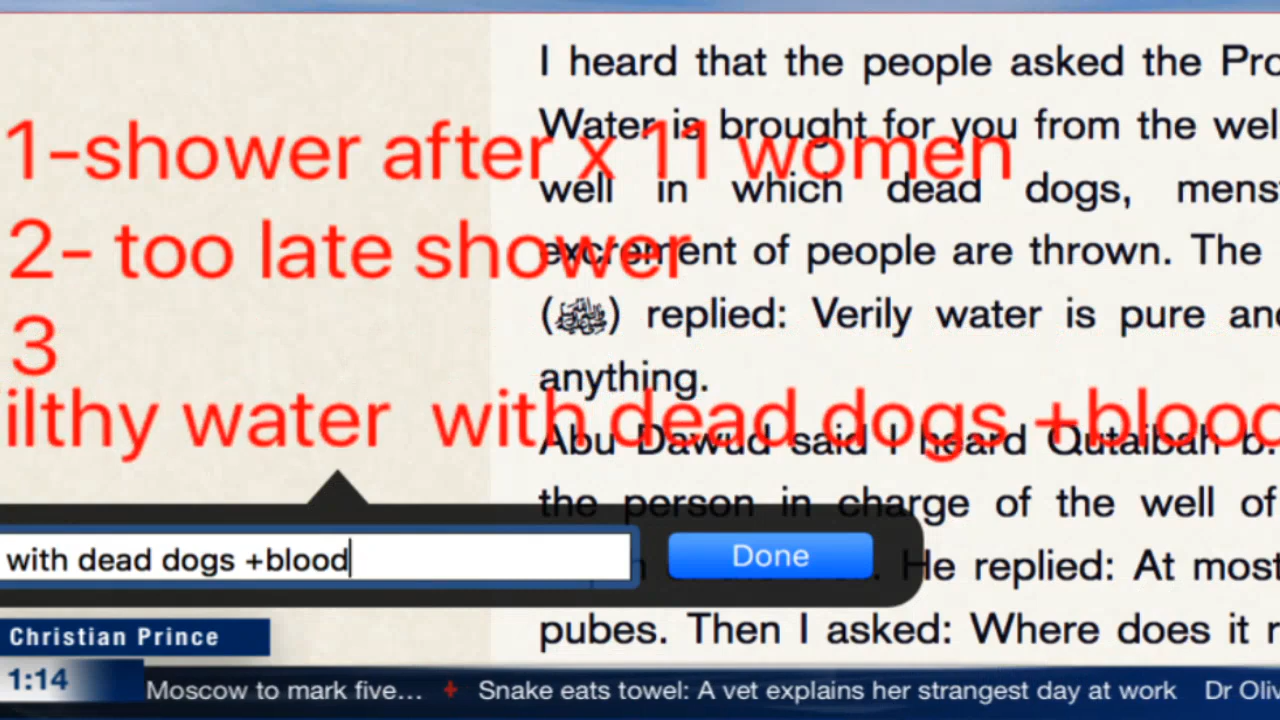 I heard that the people asked the Pro
Water is brought for you from the wel
1-shower after x 11 women
well in which dead dogs, menst
2- too late shower
excrement of people are thrown. The
(ﷺ) replied: Verily water is pure and
3
anything.
ilthy water with dead dogs +blood
Abu Dawud said I heard Qutaibah b.
the person in charge of the well of
with dead dogs +blood
Done
He replied: At most
Christian Prince
pubes. Then I asked: Where does it r
1:14
Moscow to mark five… + Snake eats towel: A vet explains her strangest day at work Dr Oliv